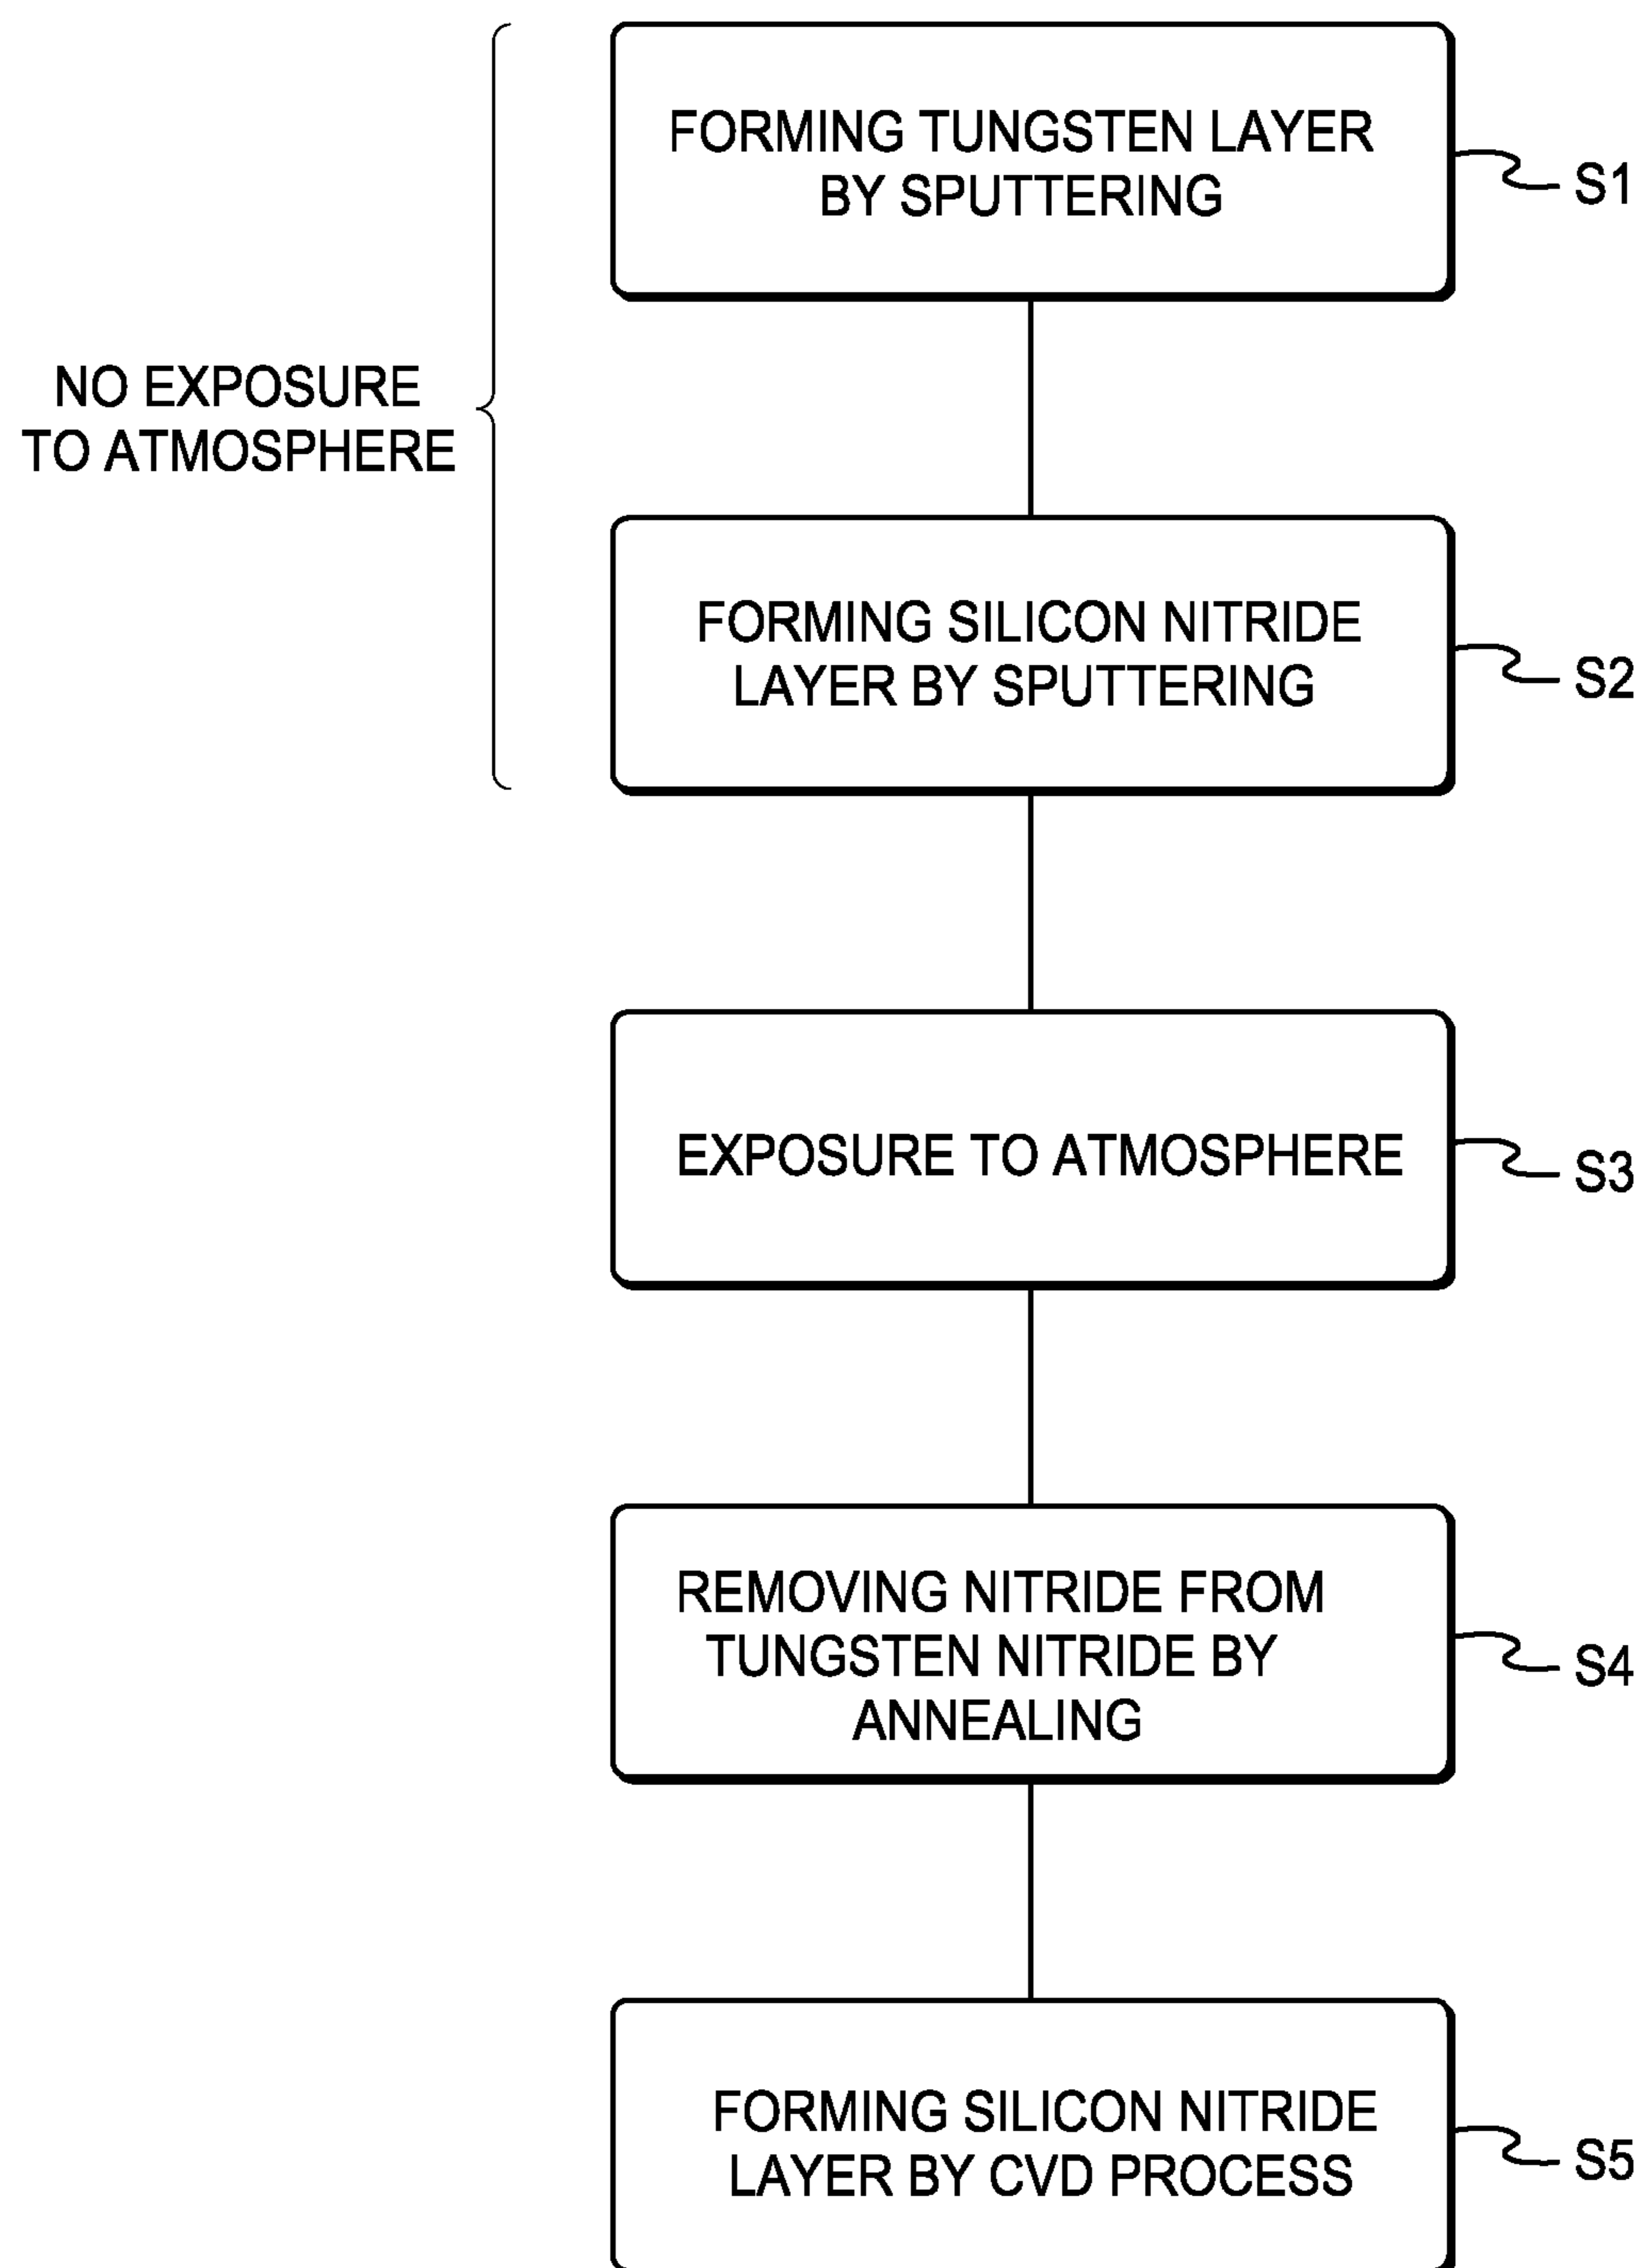 FORMING TUNGSTEN LAYER
BY SPUTTERING
S1
NO EXPOSURE
TO ATMOSPHERE
FORMING SILICON NITRIDE
LAYER BY SPUTTERING
S2
EXPOSURE TO ATMOSPHERE
S3
REMOVING NITRIDE FROM
TUNGSTEN NITRIDE BY
ANNEALING
S4
FORMING SILICON NITRIDE
LAYER BY CVD PROCESS
S5